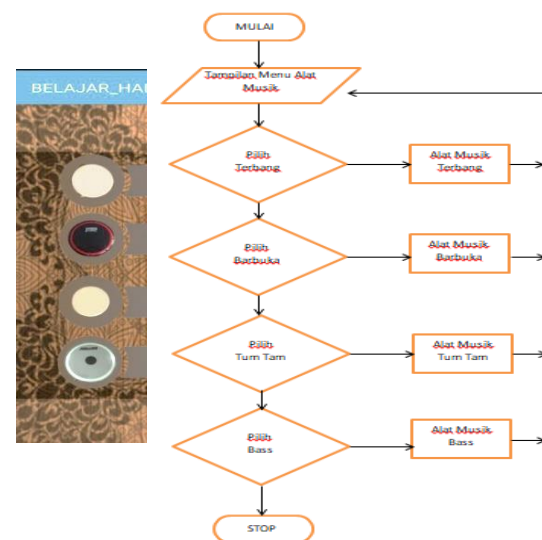 MULAI
BELAJAR_HA
Tampilan Menu Alat
Musik
Pilih
Terbang
Alat Musik
Terbang
Pilih
Barbuka
Alat Musik
Barbuka
Pilih
Tum Tam
Alat Musik
Tum Tam
Pilih
Bass
Alat Musik
Bass
STOP